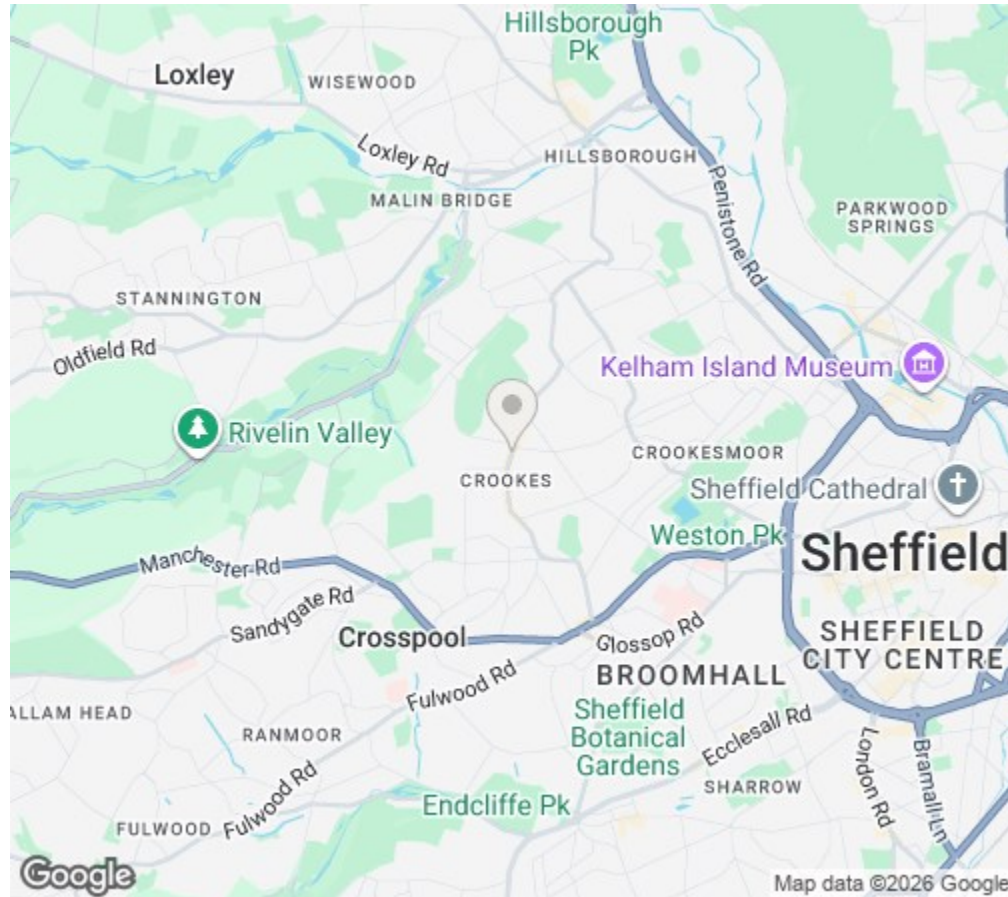 Hillsborough
Pk
Loxley
WISEWOOD
Loxley Rd
HILLSBOROUGH
MALIN BRIDGE
Penistone Rd
PARKWOOD
SPRINGS
STANNINGTON
Oldfield Rd
Kelham Island Museum
Rivelin Valley
CROOKESMOOR
CROOKES
Sheffield Cathedral
Weston Pk
Sheffield
Manchester Rd
Sandygate Rd
Crosspool
Glossop Rd
SHEFFIELD
CITY CENTRE
BROOMHALL
Fulwood Rd
ALLAM HEAD
Sheffield
Botanical
Gardens
RANMOOR
Ecclesall Rd
London Rd
Bramall Ln
SHARROW
Endcliffe Pk
Fulwood Rd
FULWOOD
Google
Map data ©2026 Google